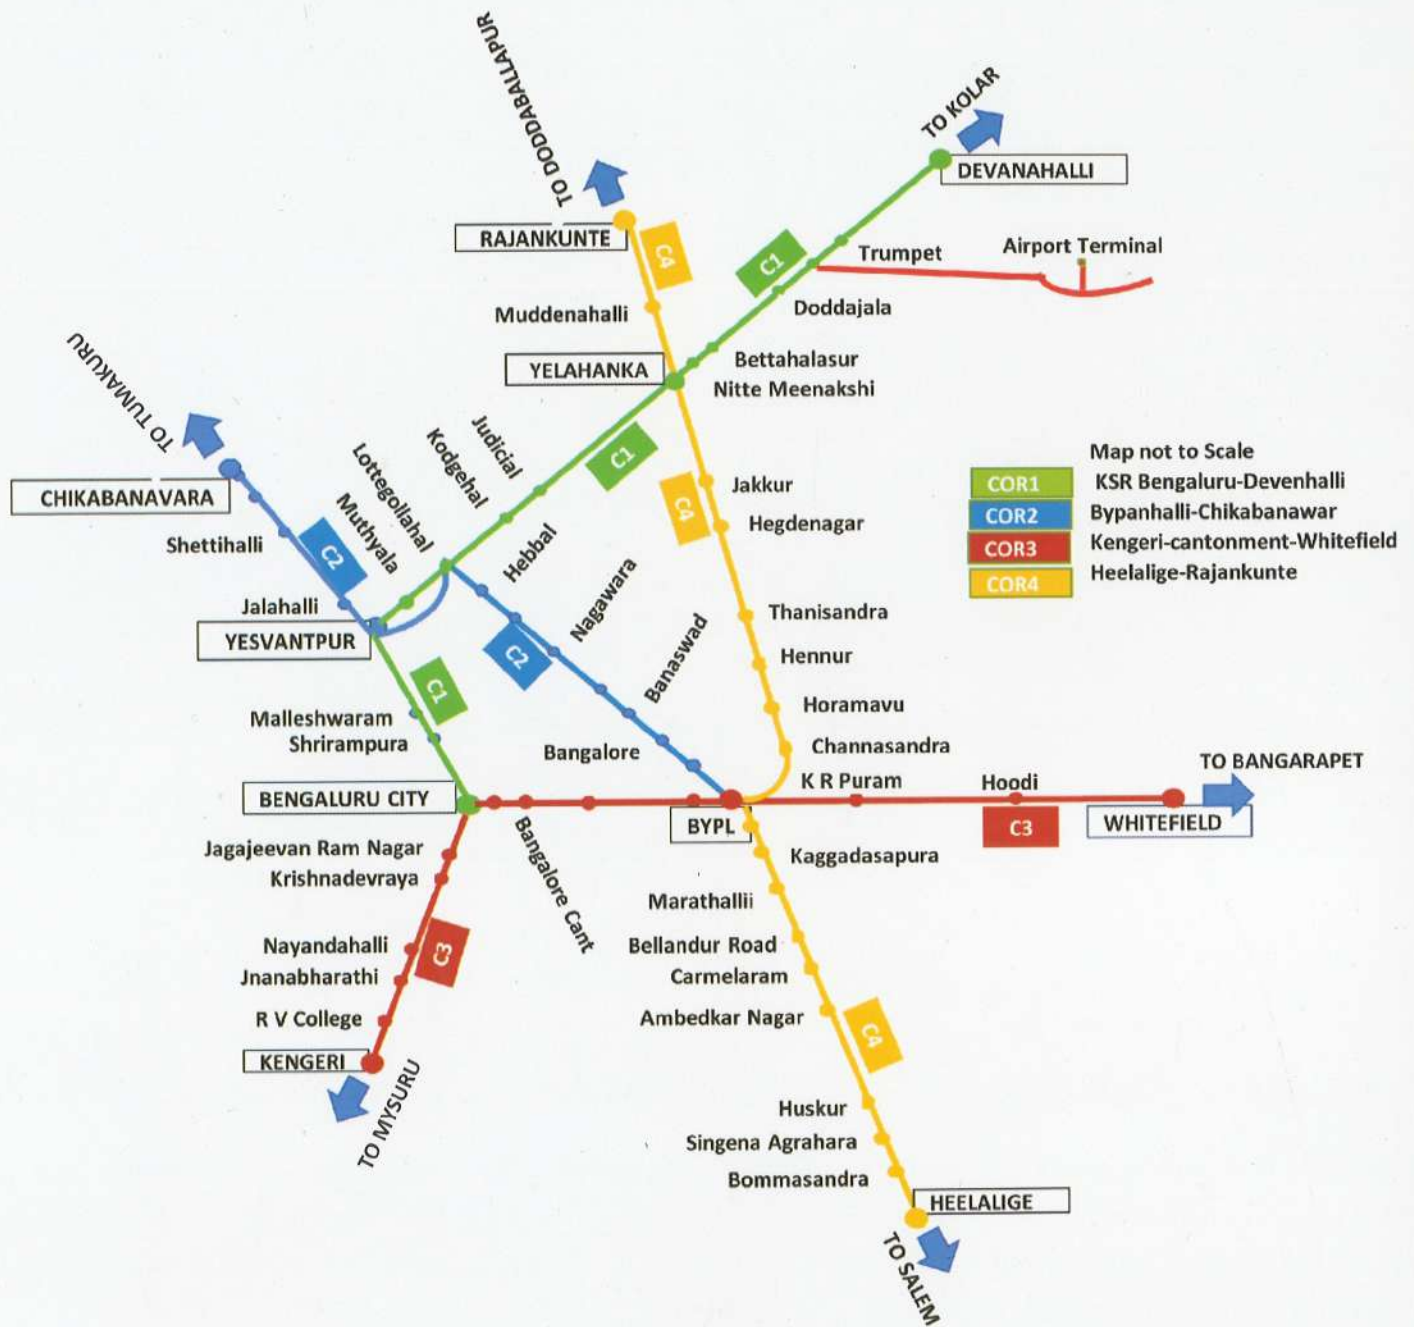 TO DODDABALLAPUR
TO KOLAR
DEVANAHALLI
RAJANKUNTE
C4
C1
Trumpet
Airport Terminal
Muddenahalli
Doddajala
TO TUMAKURU
YELAHANKA
Bettahalasur
Nitte Meenakshi
Judicial
Kodgehal
Lottegollahal
Muthyala
C1
C4
Jakkur
Hegdenagar
Map not to Scale
COR1 KSR Bengaluru-Devenhalli
COR2 Bypanhalli-Chikabanawar
COR3 Kengeri-cantonment-Whitefield
COR4 Heelalige-Rajankunte
CHIKABANAVARA
Shettihalli
C2
Jalahalli
YESVANTPUR
Hebbal
Nagawara
C2
Banaswad
Thanisandra
Hennur
Horamavu
Channasandra
C1
Malleshwaram
Shrirampura
Bangalore
BENGALURU CITY
BYPL
K R Puram
Hoodi
C3
TO BANGARAPET
WHITEFIELD
Bangalore Cant
Jagajeevan Ram Nagar
Krishnadevraya
Nayandahalli
C3
Jnanabharathi
R V College
KENGERI
TO MYSURU
Kaggadasapura
Marathallii
Bellandur Road
Carmelaram
Ambedkar Nagar
C4
Huskur
Singena Agrahara
Bommasandra
HEELALIGE
TO SALEM